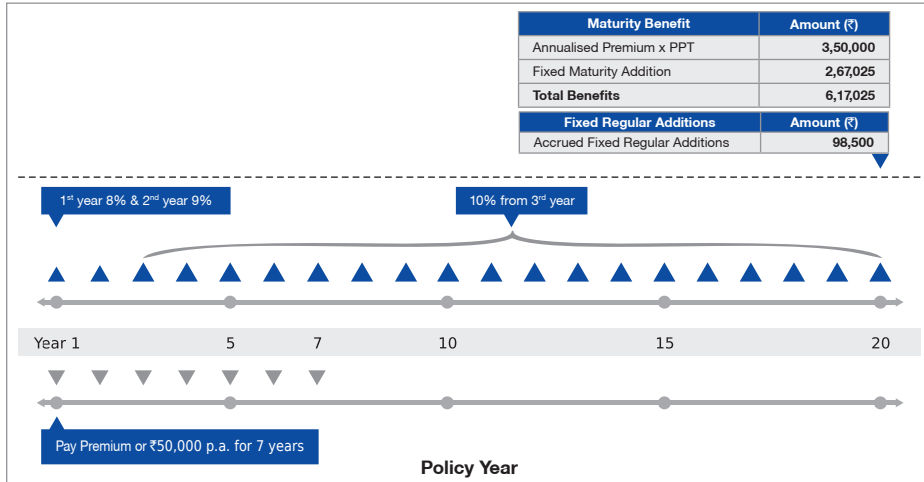 Maturity Benefit Amount (₹)
Annualised Premium x PPT 3,50,000
Fixed Maturity Addition 2,67,025
Total Benefits 6,17,025
Fixed Regular Additions Amount (₹)
Accrued Fixed Regular Additions 98,500
1st year 8% & 2nd year 9% 10% from 3rd year
Year 1 5 7 10 15 20
Pay Premium or ₹50,000 p.a. for 7 years
Policy Year